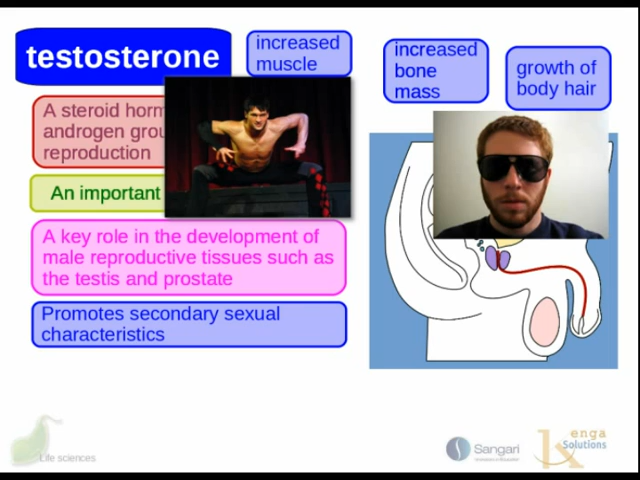 testosterone
increased
muscle
increased
bone
mass
growth of
body hair
A steroid horm
androgen grou
reproduction
An important
A key role in the development of
male reproductive tissues such as
the testis and prostate
Promotes secondary sexual
characteristics
Life sciences
Sangari
enga
Solutions